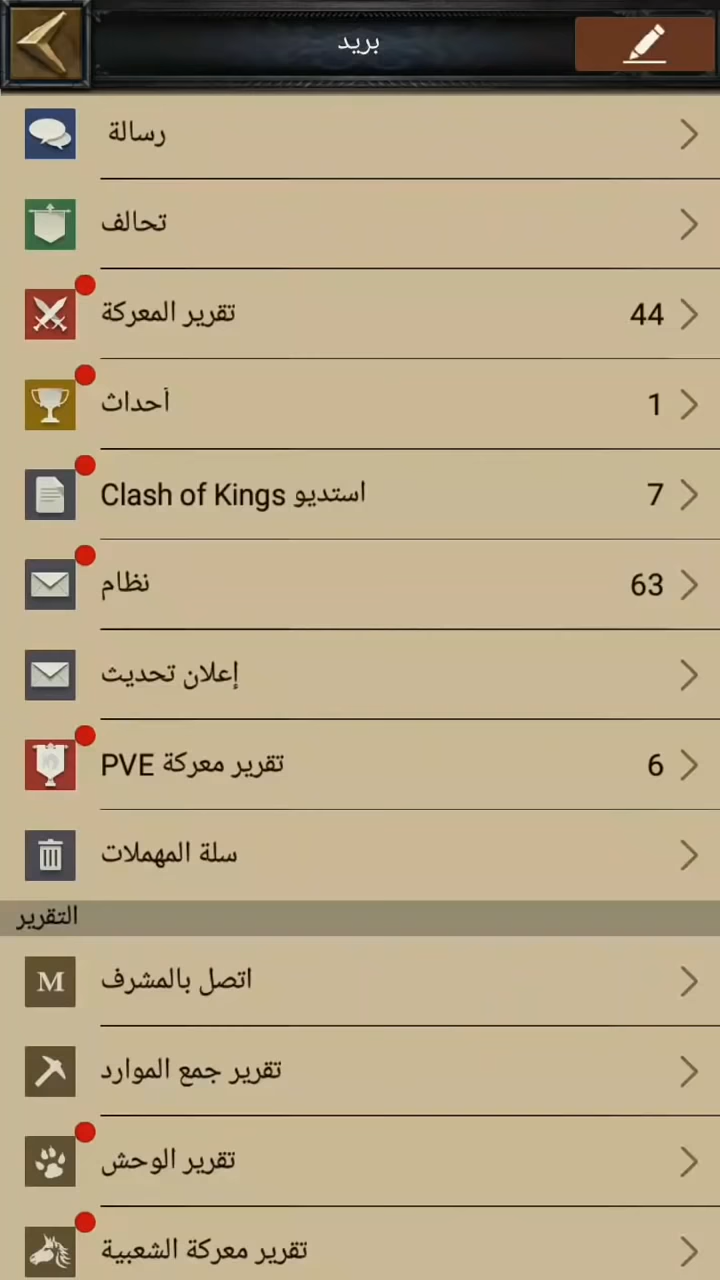 بريد
رسالة
تحالف
تقرير المعركة 44
أحداث 1
استديو Clash of Kings 7
نظام 63
إعلان تحديث
تقرير معركة PVE 6
سلة المهملات
التقرير
M اتصل بالمشرف
تقرير جمع الموارد
تقرير الوحش
تقرير معركة الشعبية